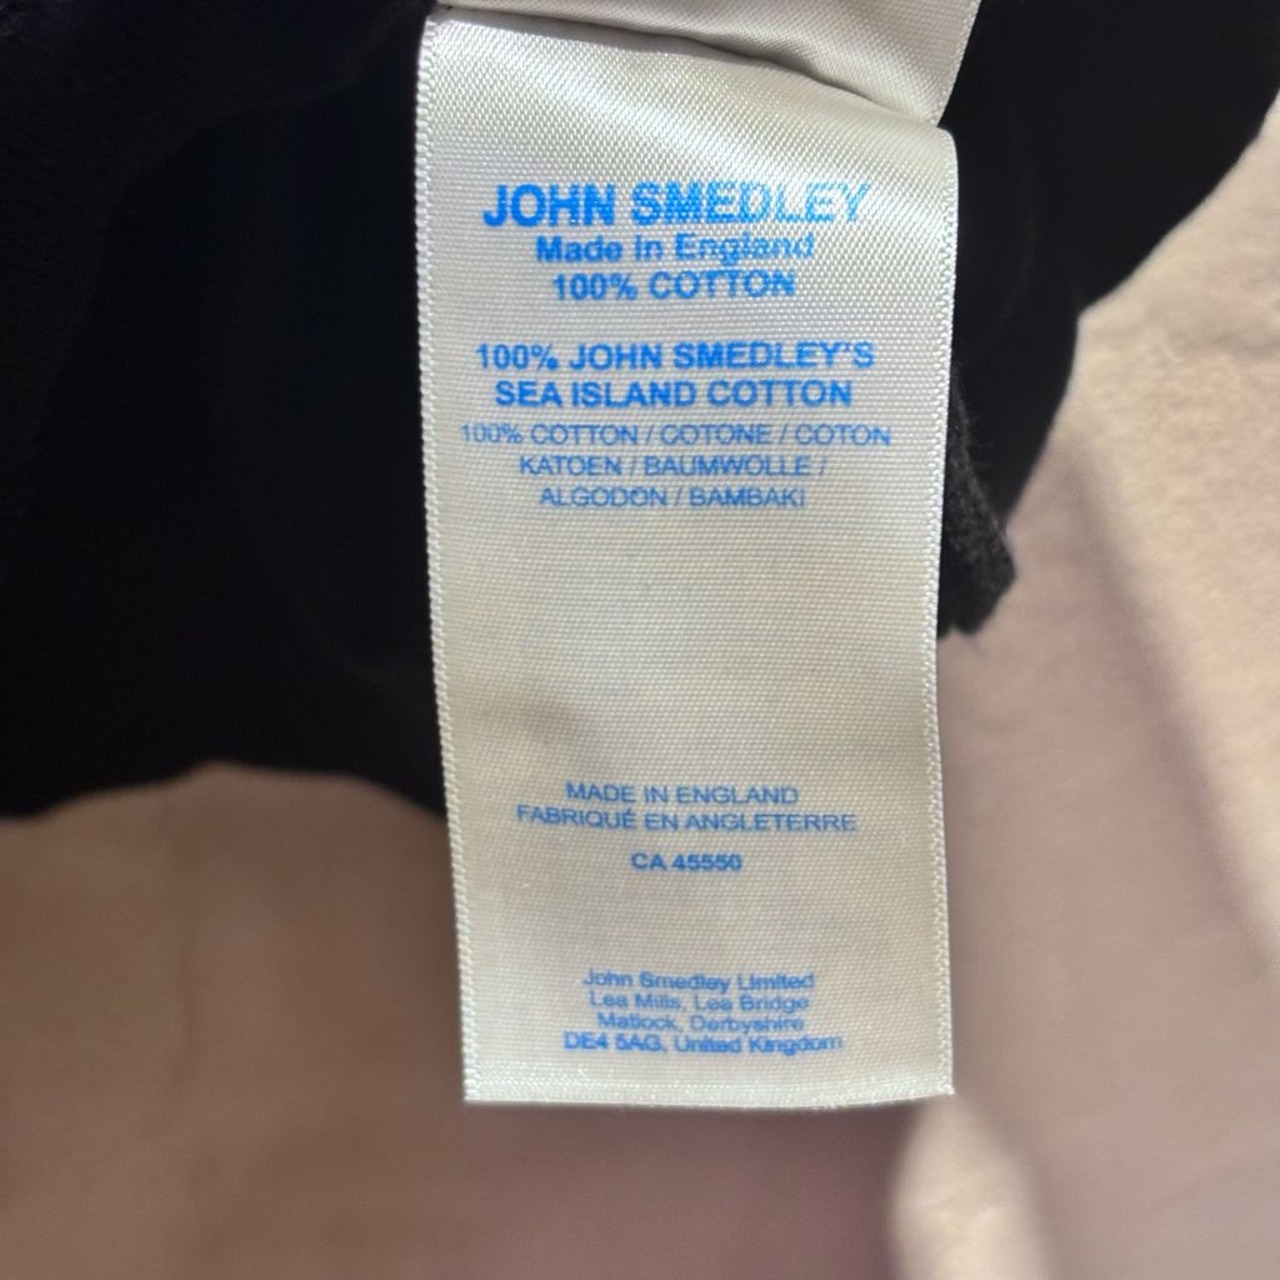 JOHN SMEDLEY
Made in England
100% COTTON
100% JOHN SMEDLEY'S
SEA ISLAND COTTON
100% COTTON / COTONE / COTON
KATOEN / BAUMWOLLE /
ALGODON / BAMBAKI
MADE IN ENGLAND
FABRIQUÉ EN ANGLETERRE
CA 45550
John Smedley Limited
Lea Mills, Lea Bridge
Matlock, Derbyshire
DE4 5AG, United Kingdom